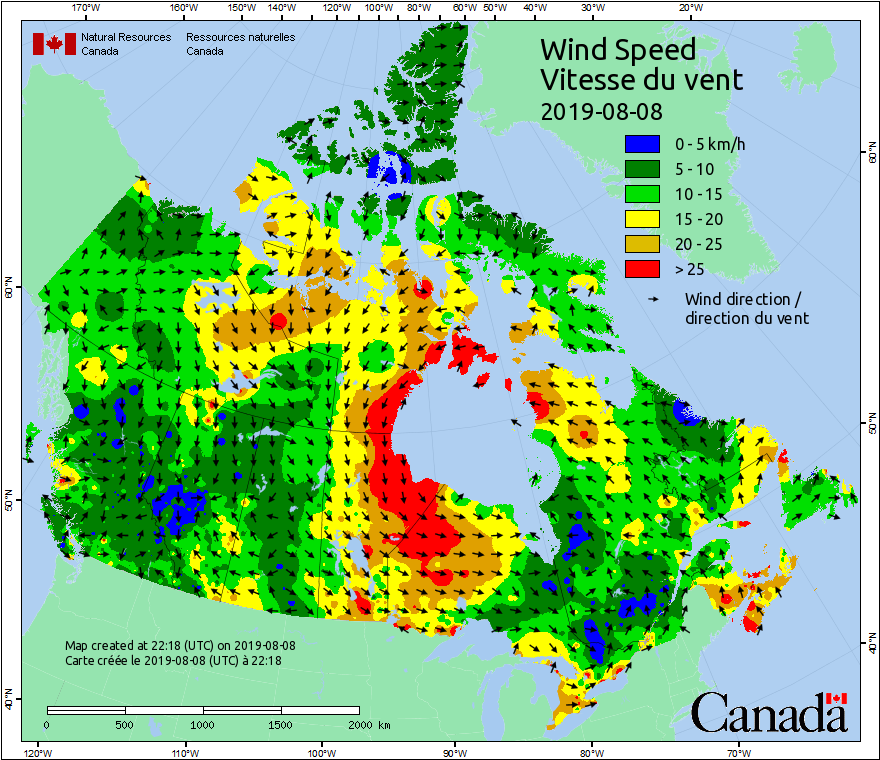 170°W 160°W 150°W 140°W 120°W 100°W 80°W 60°W 50°W 40°W 30°W 20°W
Natural Resources Ressources naturelles
Canada Canada
Wind Speed
Vitesse du vent
2019-08-08
0 - 5 km/h
5 - 10
10 - 15
15 - 20
20 - 25
> 25
Wind direction /
direction du vent
60°N
50°N
40°N
60°N
50°N
40°N
Map created at 22:18 (UTC) on 2019-08-08
Carte créée le 2019-08-08 (UTC) à 22:18
0 500 1000 1500 2000 km
Canada
120°W 110°W 100°W 90°W 80°W 70°W